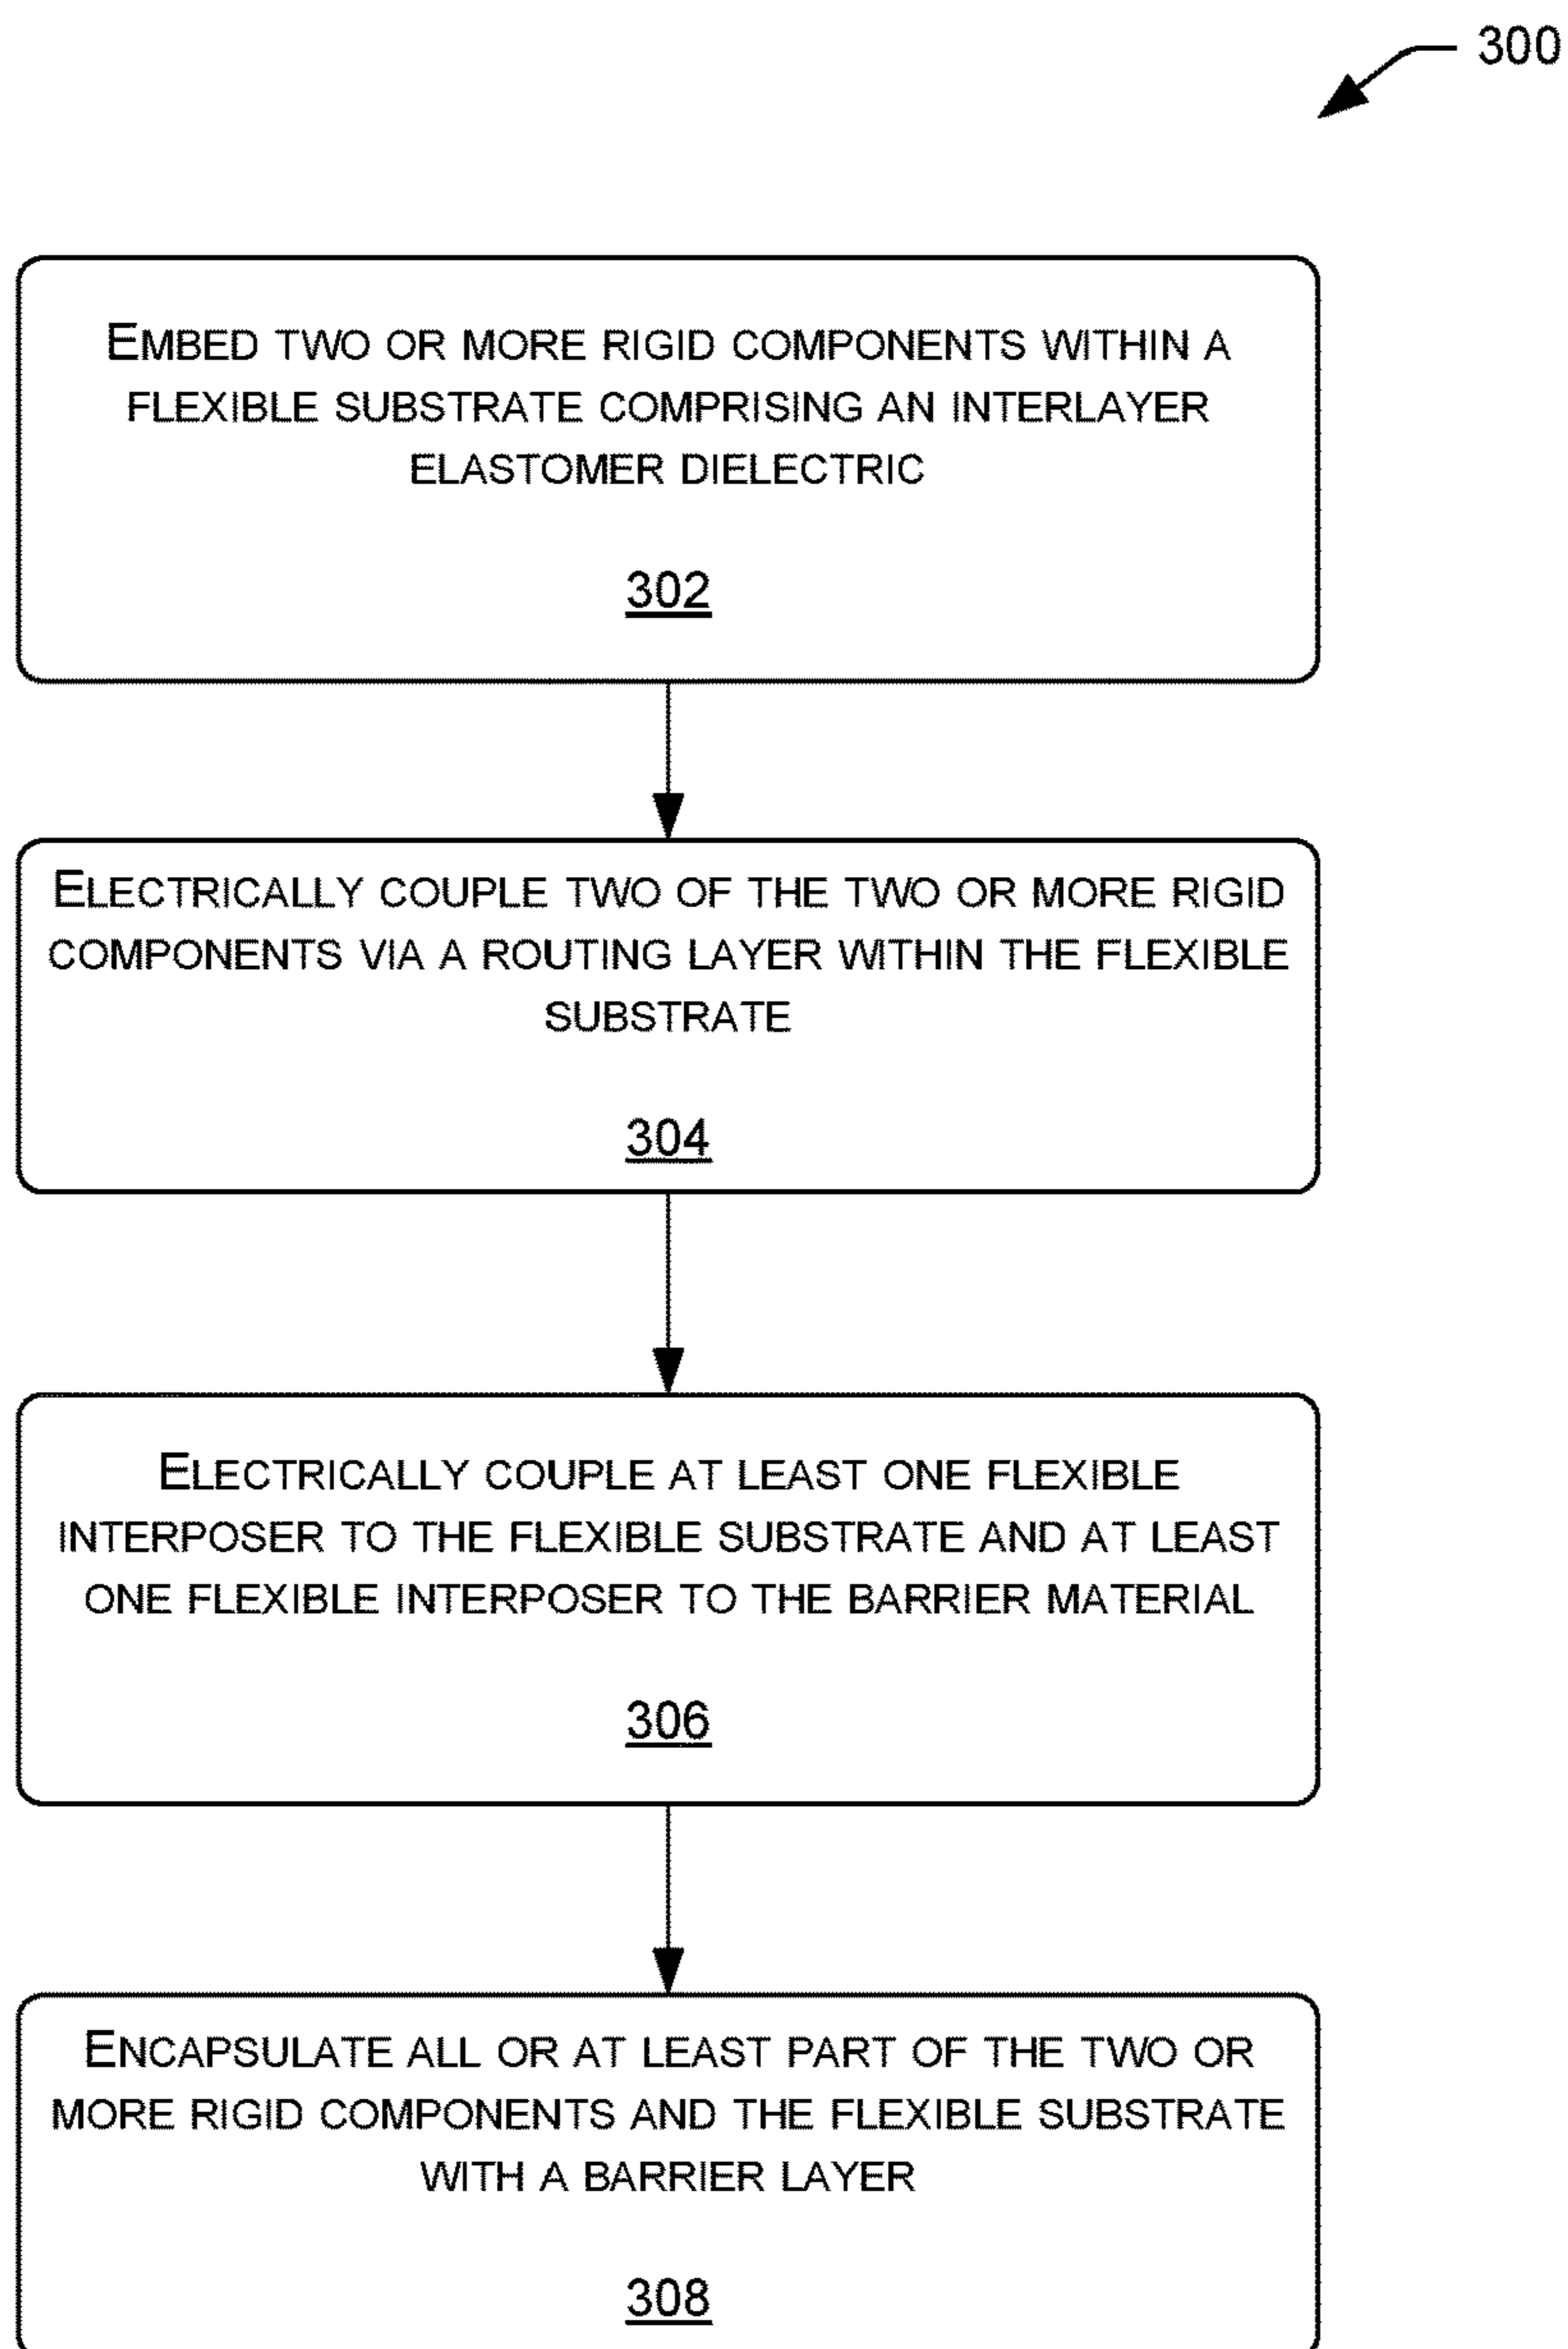 300
EMBED TWO OR MORE RIGID COMPONENTS WITHIN A
FLEXIBLE SUBSTRATE COMPRISING AN INTERLAYER
ELASTOMER DIELECTRIC
302
ELECTRICALLY COUPLE TWO OF THE TWO OR MORE RIGID
COMPONENTS VIA A ROUTING LAYER WITHIN THE FLEXIBLE
SUBSTRATE
304
ELECTRICALLY COUPLE AT LEAST ONE FLEXIBLE
INTERPOSER TO THE FLEXIBLE SUBSTRATE AND AT LEAST
ONE FLEXIBLE INTERPOSER TO THE BARRIER MATERIAL
306
ENCAPSULATE ALL OR AT LEAST PART OF THE TWO OR
MORE RIGID COMPONENTS AND THE FLEXIBLE SUBSTRATE
WITH A BARRIER LAYER
308